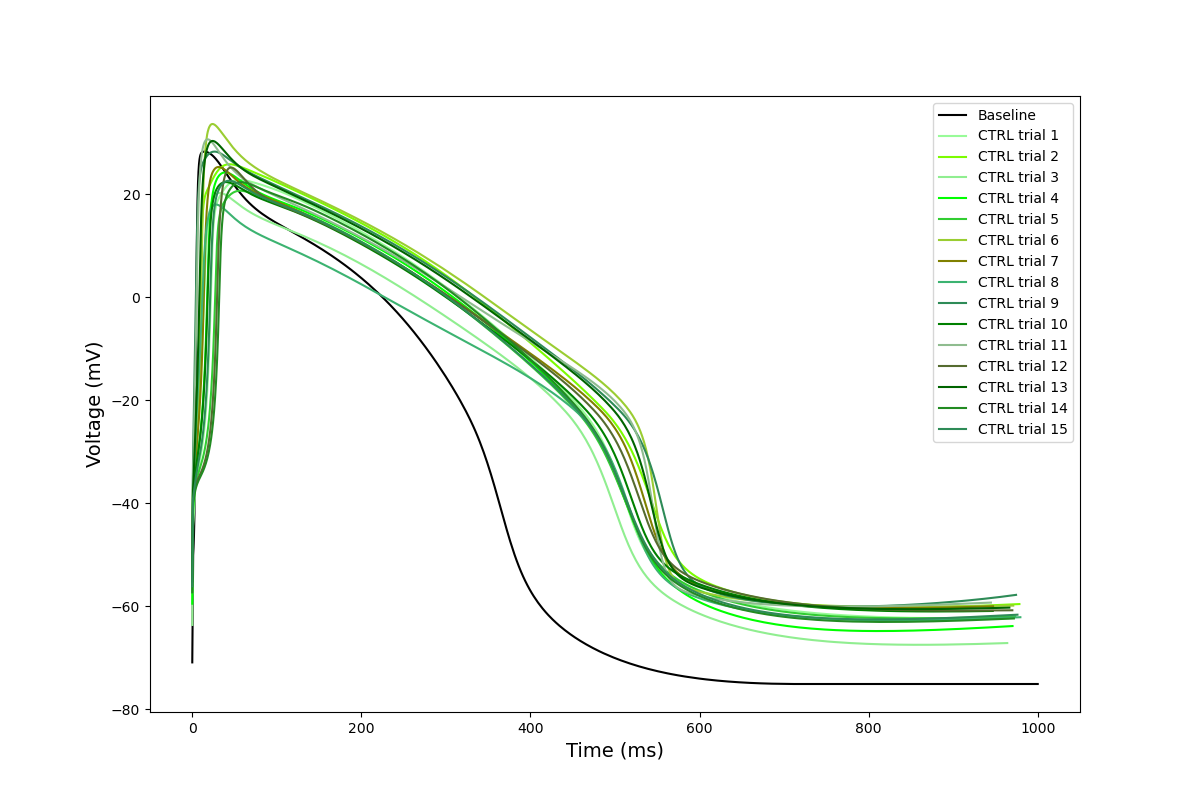 Voltage (mV)
20
0
−20
−40
−60
−80
0
200
400
600
800
1000
Time (ms)
Baseline
CTRL trial 1
CTRL trial 2
CTRL trial 3
CTRL trial 4
CTRL trial 5
CTRL trial 6
CTRL trial 7
CTRL trial 8
CTRL trial 9
CTRL trial 10
CTRL trial 11
CTRL trial 12
CTRL trial 13
CTRL trial 14
CTRL trial 15